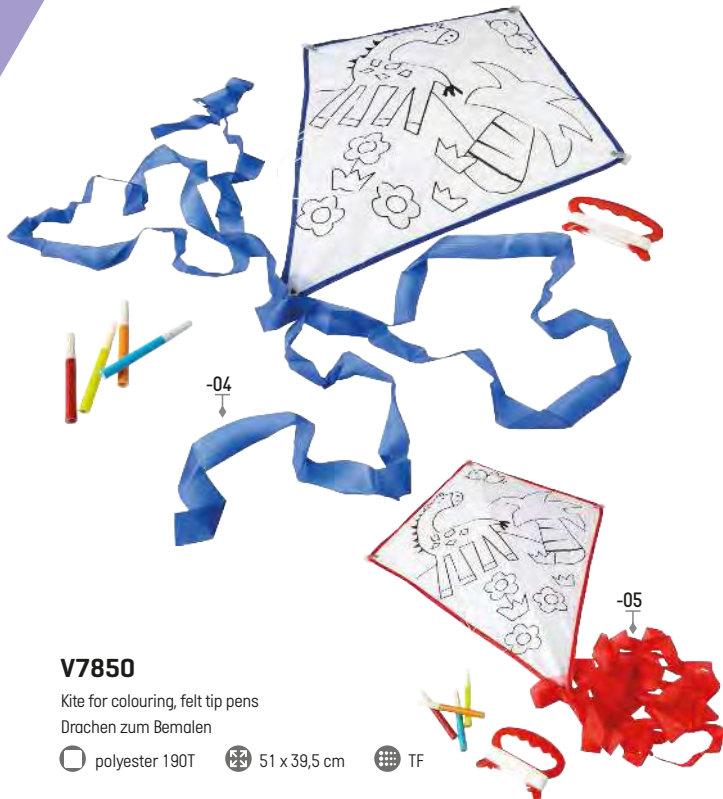 -04
-05
V7850
Kite for colouring, felt tip pens
Drachen zum Bemalen
polyester 190T 51 x 39,5 cm TF